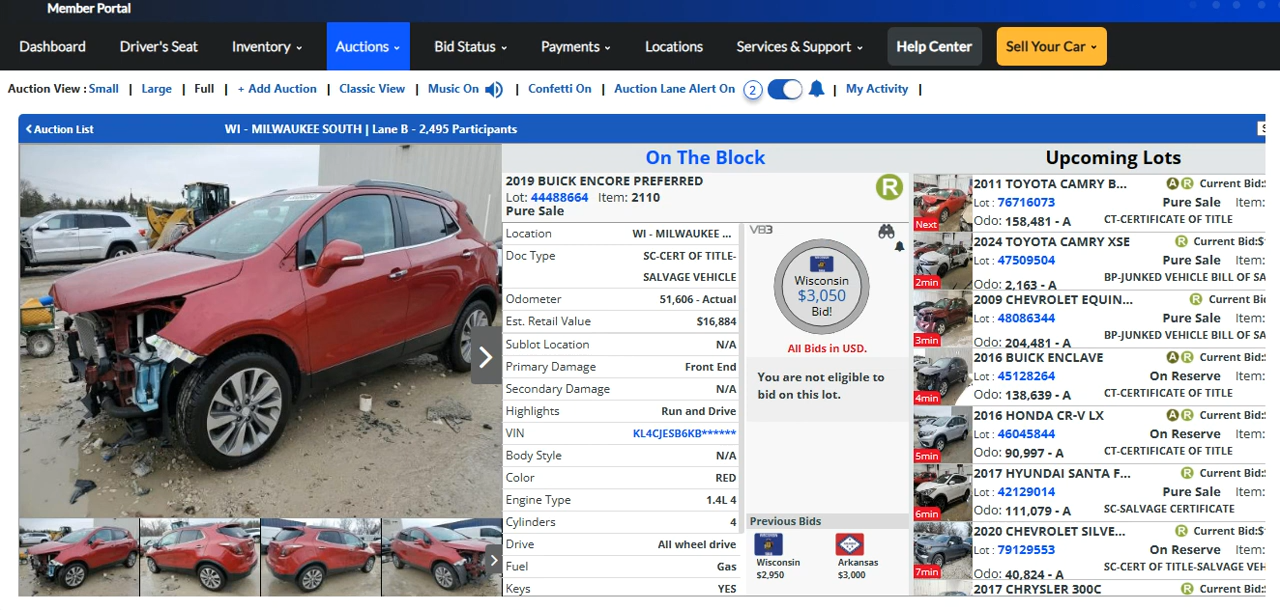 Member Portal
Dashboard Driver's Seat Inventory Auctions Bid Status Payments Locations Services & Support Help Center Sell Your Car
Auction View : Small | Large | Full | + Add Auction | Classic View | Music On | Confetti On | Auction Lane Alert On 2 | My Activity |
Auction List WI - MILWAUKEE SOUTH | Lane B - 2,495 Participants
On The Block
2019 BUICK ENCORE PREFERRED
Lot: 44488664 Item: 2110
Pure Sale
R
Location WI - MILWAUKEE ...
Doc Type SC-CERT OF TITLE-
SALVAGE VEHICLE
Odometer 51,606 - Actual
Est. Retail Value $16,884
Sublot Location N/A
Primary Damage Front End
Secondary Damage N/A
Highlights Run and Drive
VIN KL4CJESB6KB******
Body Style N/A
Color RED
Engine Type 1.4L 4
Cylinders 4
Drive All wheel drive
Fuel Gas
Keys YES
VB3
Wisconsin
$3,050
Bid!
All Bids in USD.
You are not eligible to
bid on this lot.
Previous Bids
Wisconsin
$2,950
Arkansas
$3,000
Upcoming Lots
2011 TOYOTA CAMRY B... A R Current Bid:
Lot : 76716073 Pure Sale Item:
Odo: 158,481 - A CT-CERTIFICATE OF TITLE
Next
2024 TOYOTA CAMRY XSE R Current Bid:$
Lot : 47509504 Pure Sale Item:
Odo: 2,163 - A BP-JUNKED VEHICLE BILL OF SA
2min
2009 CHEVROLET EQUIN... R Current Bid
Lot : 48086344 Pure Sale Item:
Odo: 204,481 - A BP-JUNKED VEHICLE BILL OF SA
3min
2016 BUICK ENCLAVE A R Current Bid:
Lot : 45128264 On Reserve Item:
Odo: 138,639 - A CT-CERTIFICATE OF TITLE
4min
2016 HONDA CR-V LX A R Current Bid:
Lot : 46045844 On Reserve Item:
Odo: 90,997 - A CT-CERTIFICATE OF TITLE
5min
2017 HYUNDAI SANTA F... R Current Bid:
Lot : 42129014 Pure Sale Item:
Odo: 111,079 - A SC-SALVAGE CERTIFICATE
6min
2020 CHEVROLET SILVE... R Current Bid:$
Lot : 79129553 On Reserve Item:
Odo: 40,824 - A SC-CERT OF TITLE-SALVAGE VEH
7min
2017 CHRYSLER 300C R Current Bid: